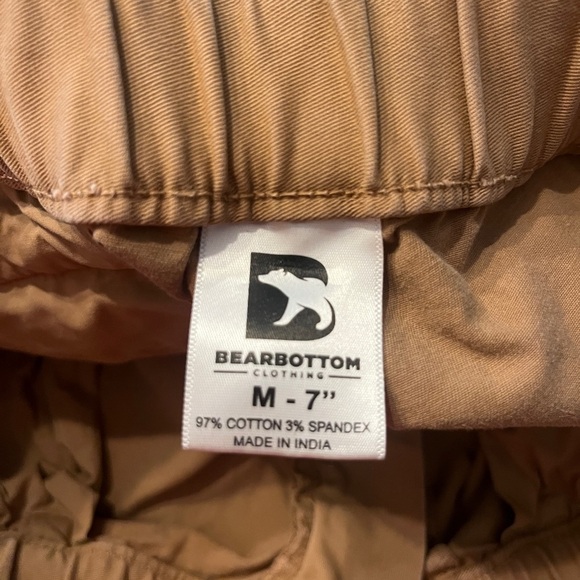 B
BEARBOTTOM
CLOTHING
M - 7”
97% COTTON 3% SPANDEX
MADE IN INDIA